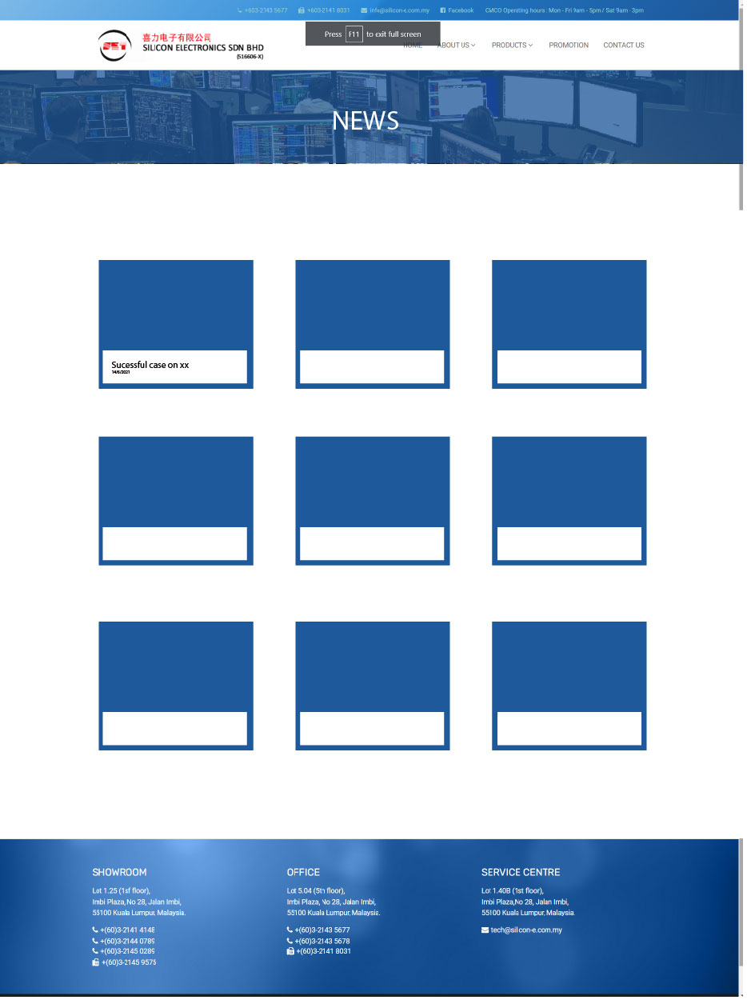 +603-2143 5677 +603-2141 8031 info@silicon-e.com.my Facebook CMCO Operating hours : Mon - Fri 9am - 5pm / Sat 9am - 3pm
Press F11 to exit full screen
喜力电子有限公司
SILICON ELECTRONICS SDN BHD
(516606-X)
SET
HOME ABOUT US PRODUCTS PROMOTION CONTACT US
NEWS
Sucessful case on xx
14/6/2021
SHOWROOM
Lot 1.25 (1st floor),
Imbi Plaza, No 28, Jalan Imbi,
55100 Kuala Lumpur, Malaysia.
+(60)3-2141 4148
+(60)3-2144 0789
+(60)3-2145 0289
+(60)3-2145 9575
OFFICE
Lot 5.04 (5th floor),
Imbi Plaza, No 28, Jalan Imbi,
55100 Kuala Lumpur, Malaysia.
+(60)3-2143 5677
+(60)3-2143 5678
+(60)3-2141 8031
SERVICE CENTRE
Lot 1.40B (1st floor),
Imbi Plaza,No 28, Jalan Imbi,
55100 Kuala Lumpur, Malaysia.
tech@silicon-e.com.my